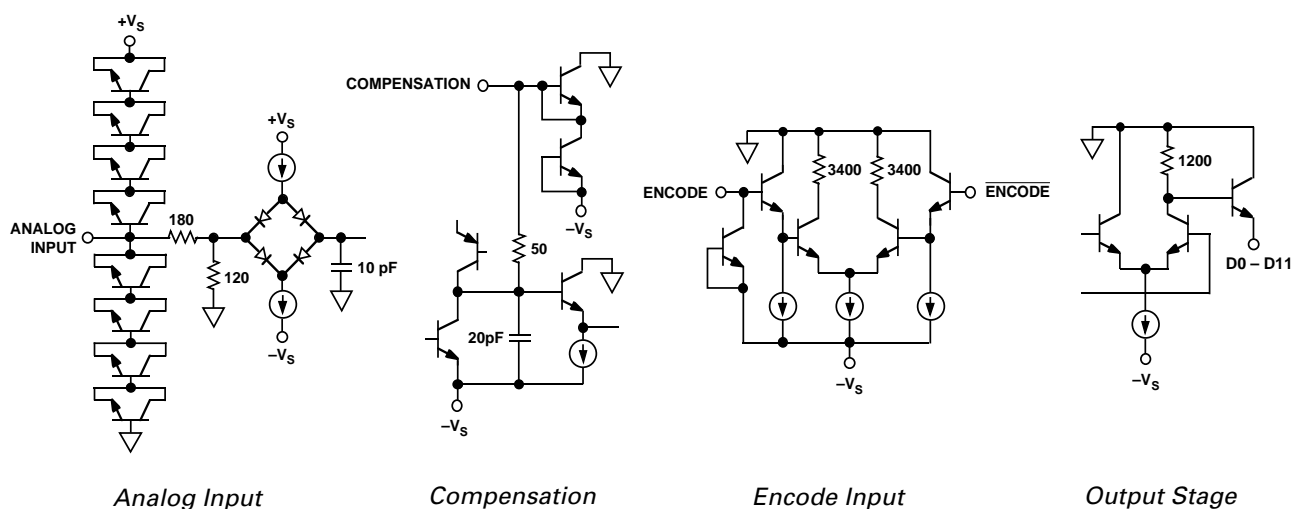 +VS
ANALOG
INPUT
180
120
+VS
–VS
10 pF
Analog Input
COMPENSATION
–VS
50
20pF
–VS
Compensation
ENCODE
3400
3400
ENCODE
–VS
Encode Input
1200
D0 – D11
–VS
Output Stage